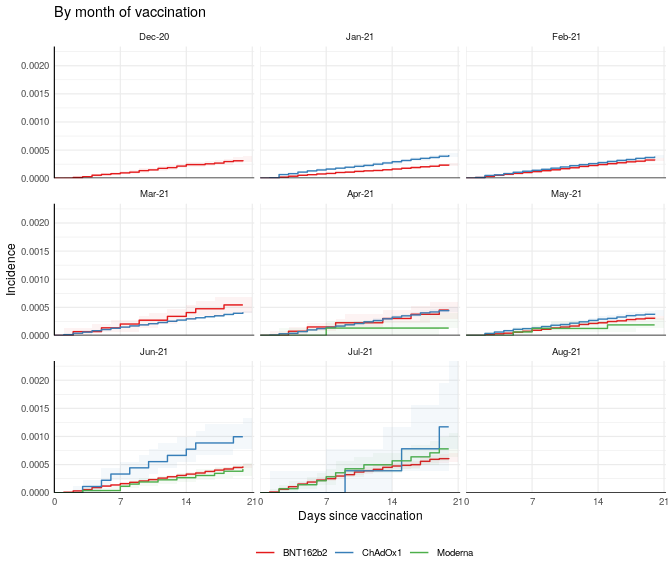 By month of vaccination
Dec-20 Jan-21 Feb-21
0.0020
0.0015
0.0010
0.0005
0.0000
Mar-21 Apr-21 May-21
0.0020
0.0015
0.0010
0.0005
0.0000
Jun-21 Jul-21 Aug-21
0.0020
0.0015
0.0010
0.0005
0.0000
0 7 14 21 0 7 14 21 0 7 14 21
Incidence
Days since vaccination
BNT162b2 ChAdOx1 Moderna